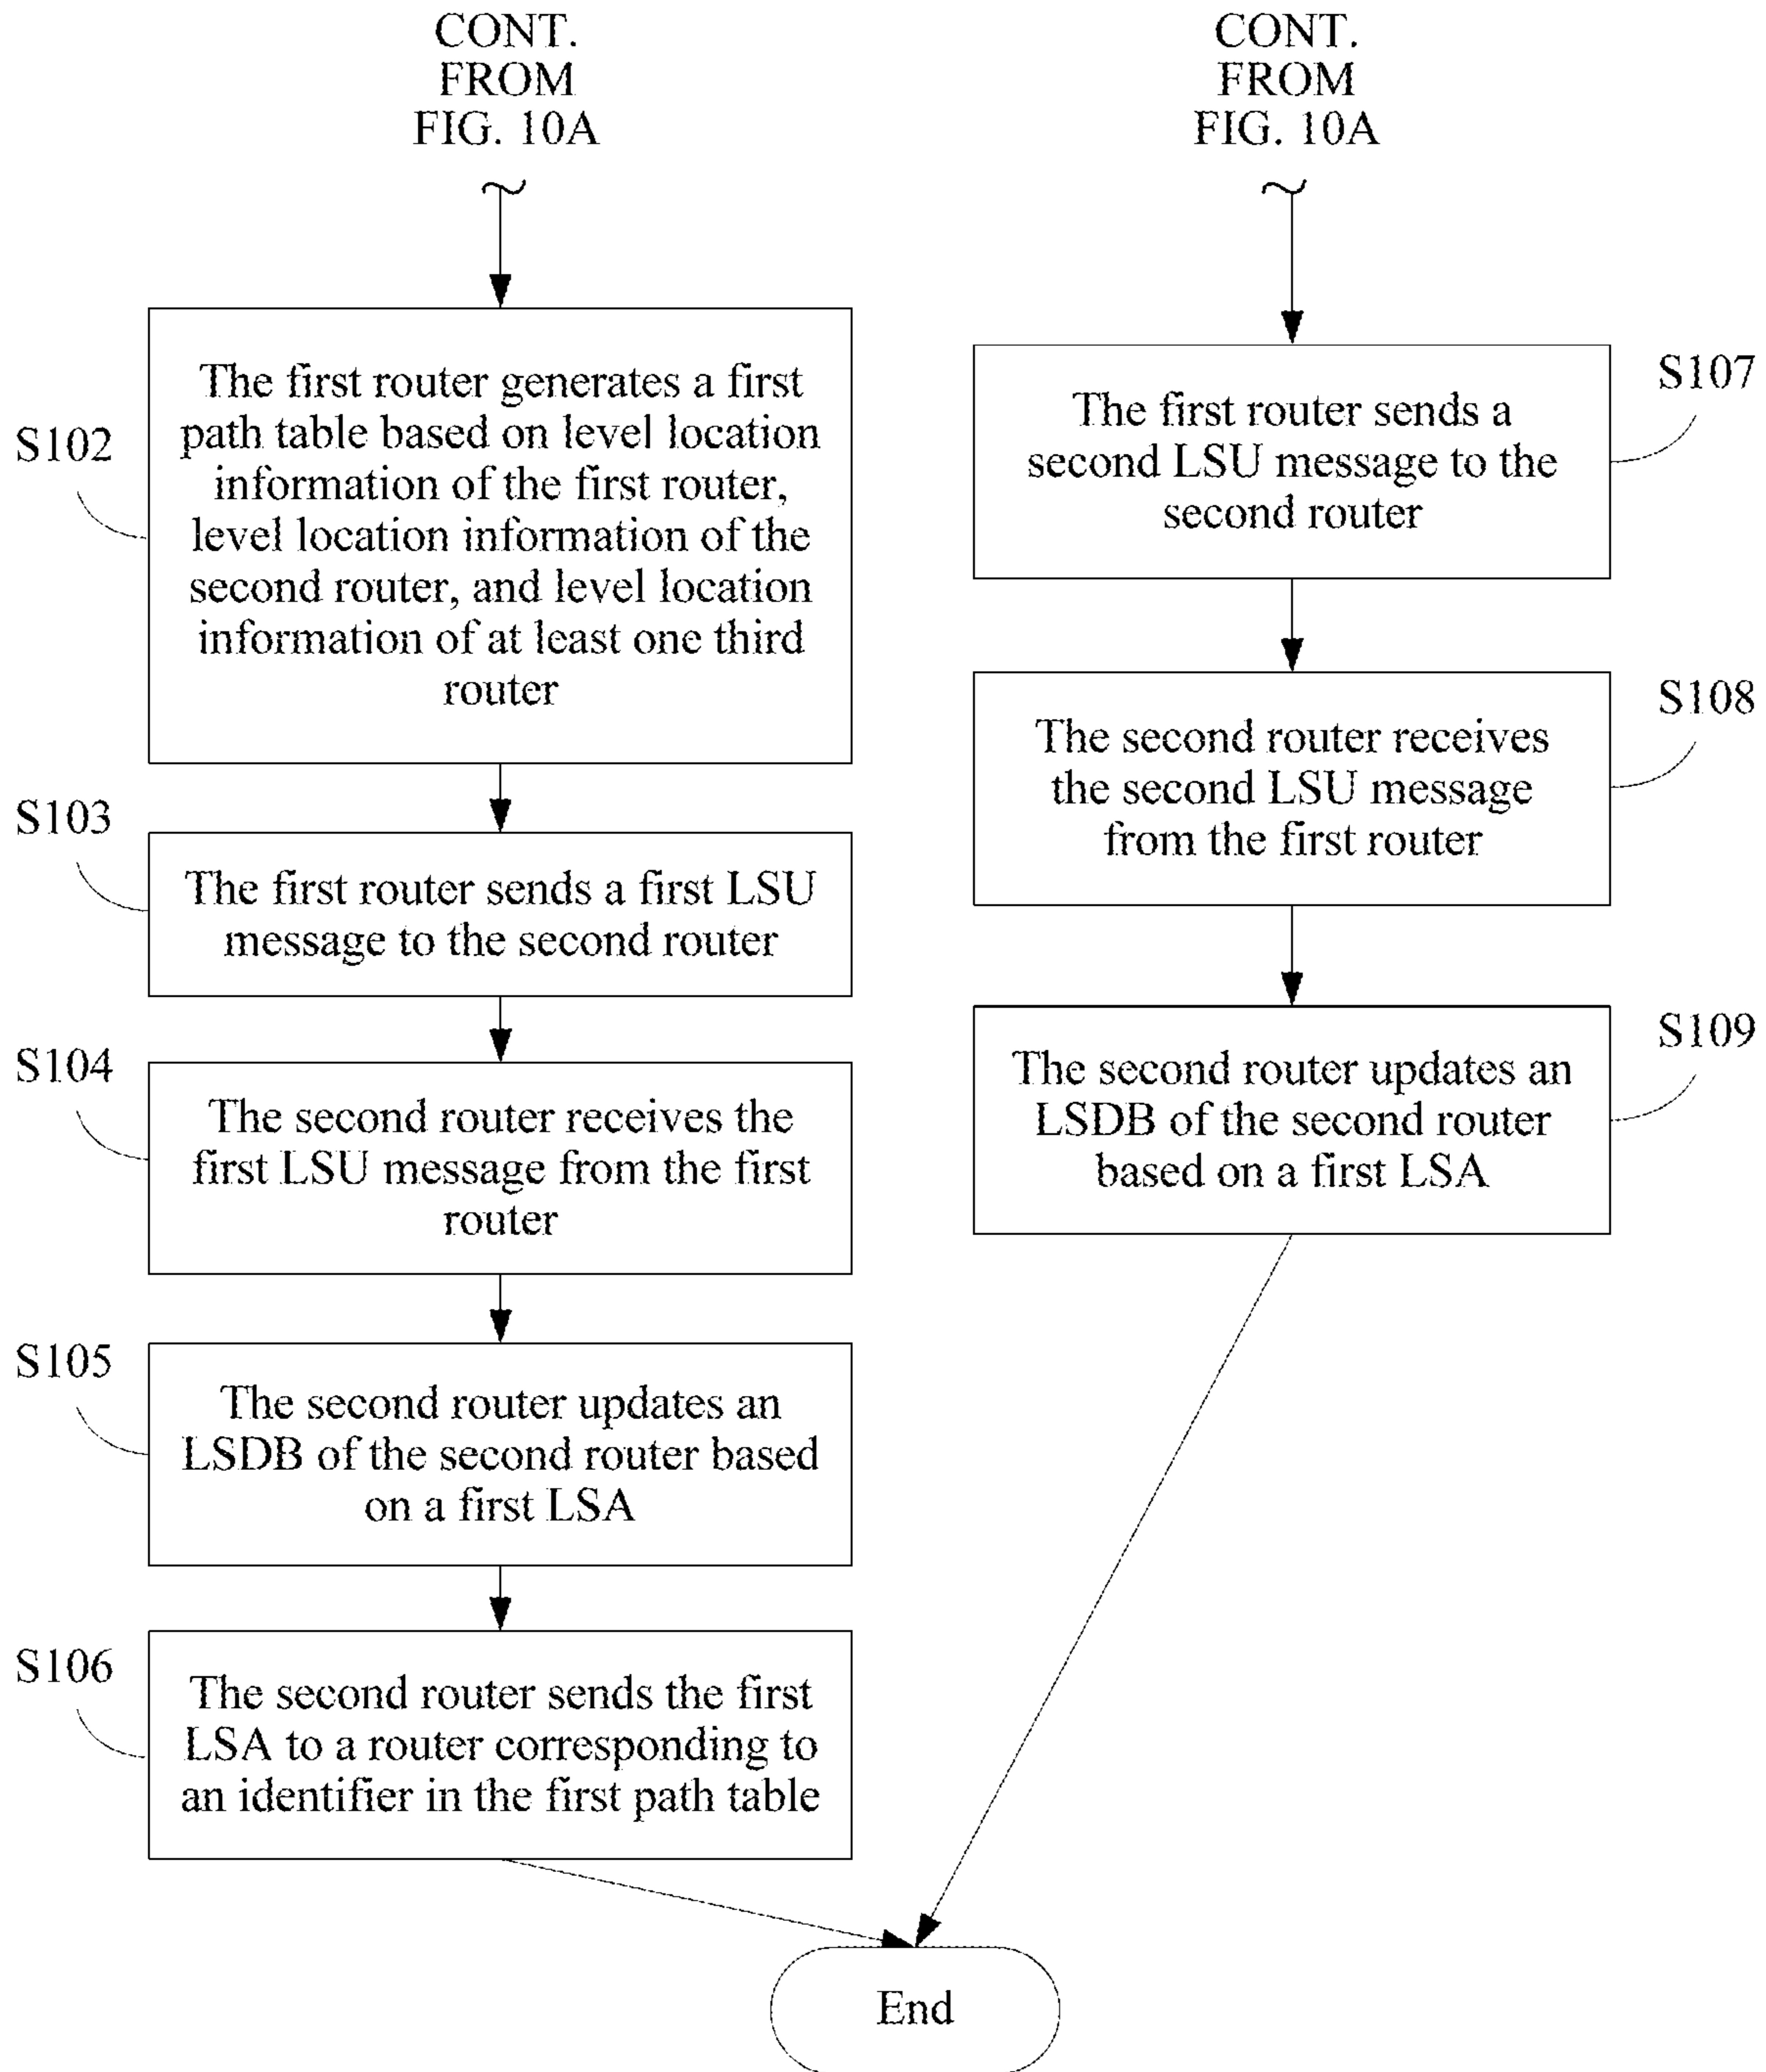 CONT.
FROM
FIG. 10A
S102
The first router generates a first
path table based on level location
information of the first router,
level location information of the
second router, and level location
information of at least one third
router
S103
The first router sends a first LSU
message to the second router
S104
The second router receives the
first LSU message from the first
router
S105
The second router updates an
LSDB of the second router based
on a first LSA
S106
The second router sends the first
LSA to a router corresponding to
an identifier in the first path table
CONT.
FROM
FIG. 10A
S107
The first router sends a
second LSU message to the
second router
S108
The second router receives
the second LSU message
from the first router
S109
The second router updates an
LSDB of the second router
based on a first LSA
End